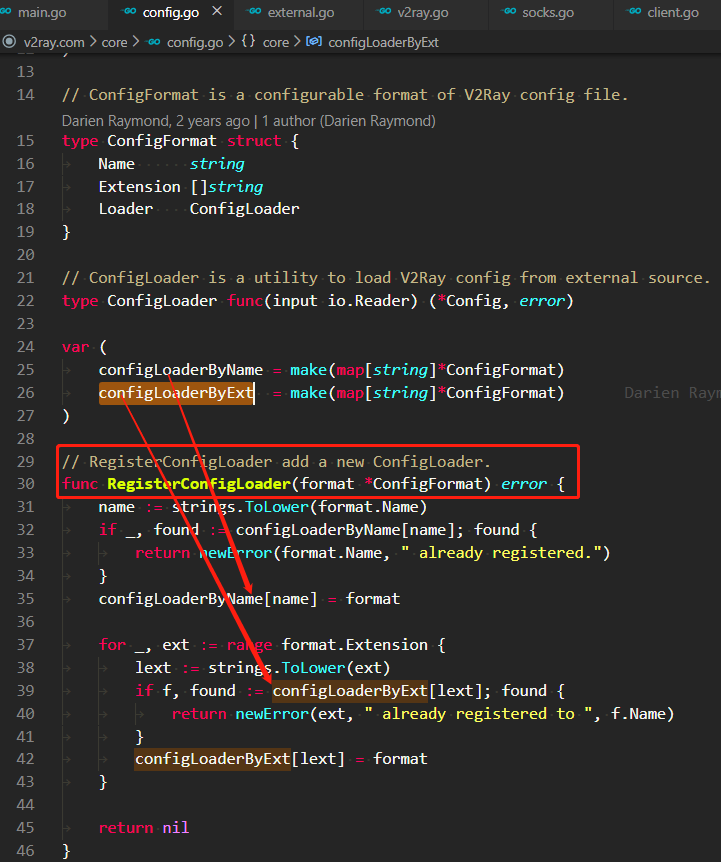 main.go config.go × external.go v2ray.go socks.go client.go
v2ray.com > core > config.go > {} core > configLoaderByExt
13
14 // ConfigFormat is a configurable format of V2Ray config file.
Darien Raymond, 2 years ago | 1 author (Darien Raymond)
15 type ConfigFormat struct {
16 Name string
17 Extension []string
18 Loader ConfigLoader
19 }
20
21 // ConfigLoader is a utility to load V2Ray config from external source.
22 type ConfigLoader func(input io.Reader) (*Config, error)
23
24 var (
25 configLoaderByName = make(map[string]*ConfigFormat)
26 configLoaderByExt = make(map[string]*ConfigFormat) Darien Raym
27 )
28
29 // RegisterConfigLoader add a new ConfigLoader.
30 func RegisterConfigLoader(format *ConfigFormat) error {
31 name := strings.ToLower(format.Name)
32 if _, found := configLoaderByName[name]; found {
33 return newError(format.Name, " already registered.")
34 }
35 configLoaderByName[name] = format
36
37 for _, ext := range format.Extension {
38 lext := strings.ToLower(ext)
39 if f, found := configLoaderByExt[lext]; found {
40 return newError(ext, " already registered to ", f.Name)
41 }
42 configLoaderByExt[lext] = format
43 }
44
45 return nil
46 }